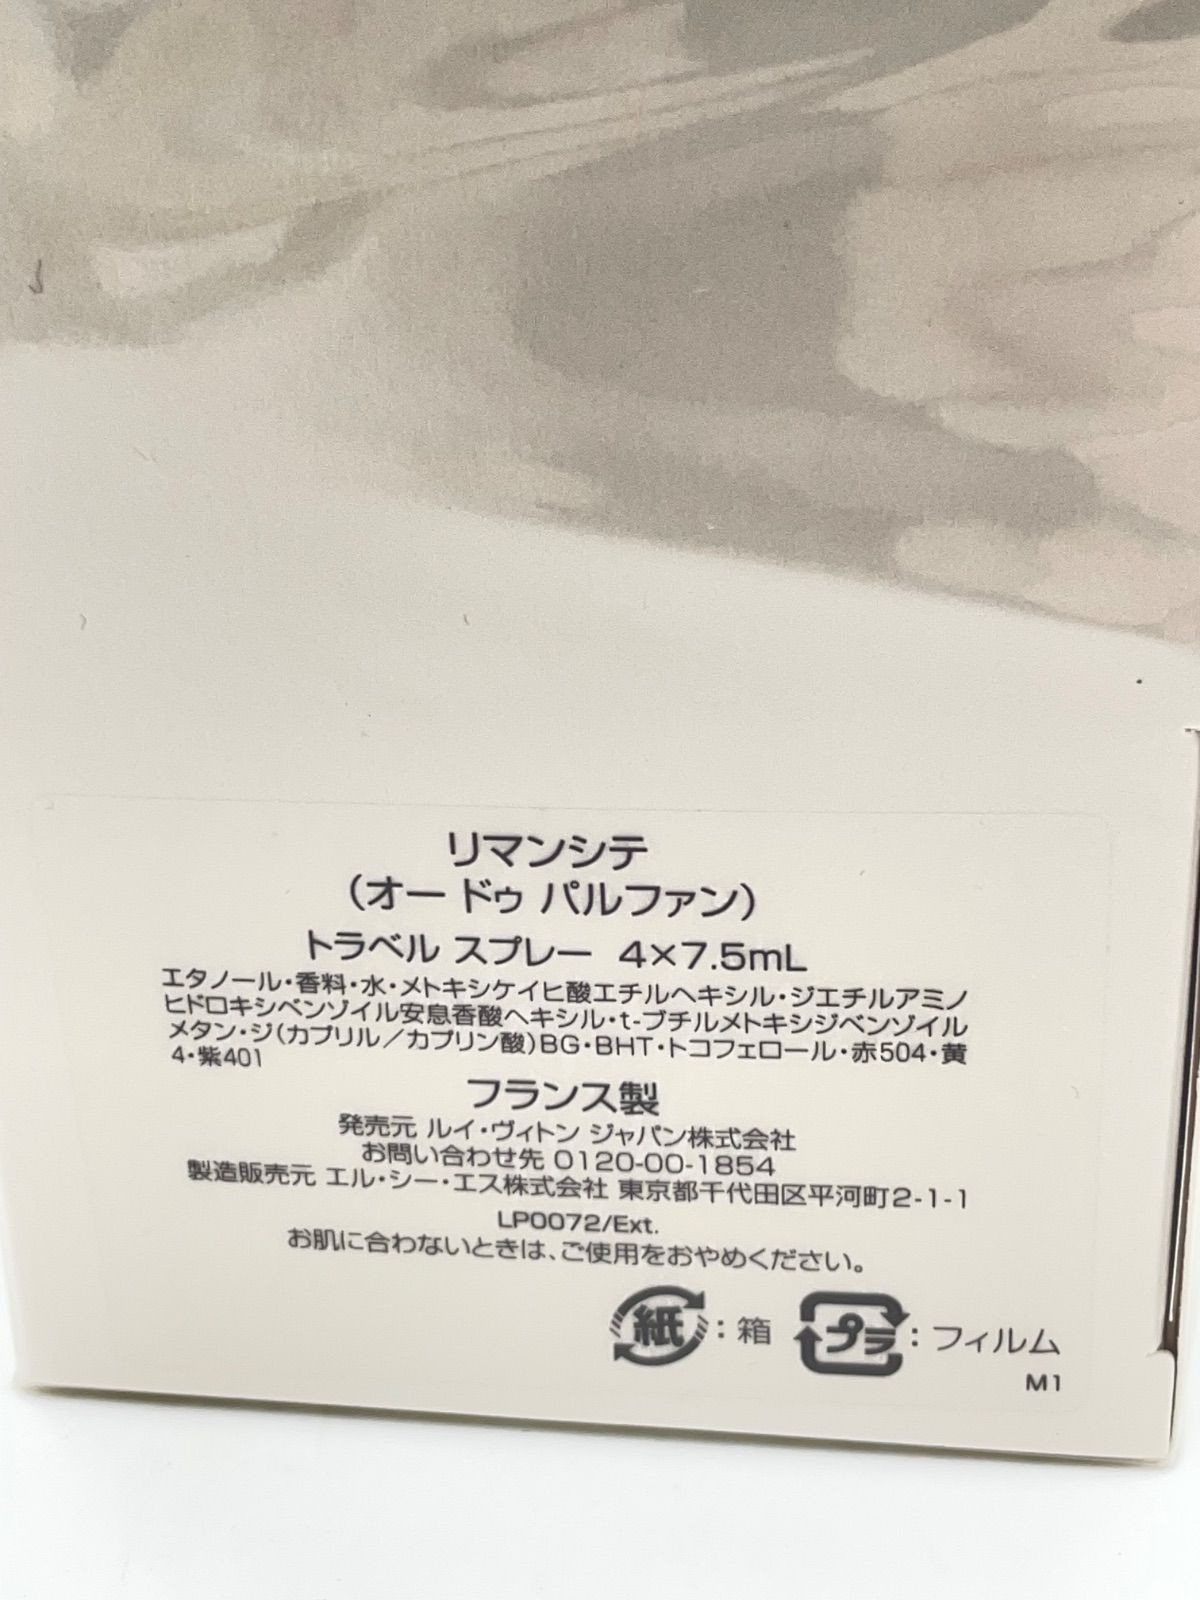 リマンシテ
（オー ドゥ パルファン）
トラベル スプレー 4×7.5mL
エタノール・香料・水・メトキシケイヒ酸エチルヘキシル・ジエチルアミノ
ヒドロキシベンゾイル安息香酸ヘキシル・t-ブチルメトキシジベンゾイル
メタン・ジ(カプリル／カプリン酸)BG・BHT・トコフェロール・赤504・黄
4・紫401
フランス製
発売元 ルイ・ヴィトン ジャパン株式会社
お問い合わせ先 0120-00-1854
製造販売元 エル・シー・エス株式会社 東京都千代田区平河町2-1-1
LP0072/Ext.
お肌に合わないときは、ご使用をおやめください。
紙：箱 プラ：フィルム
M1